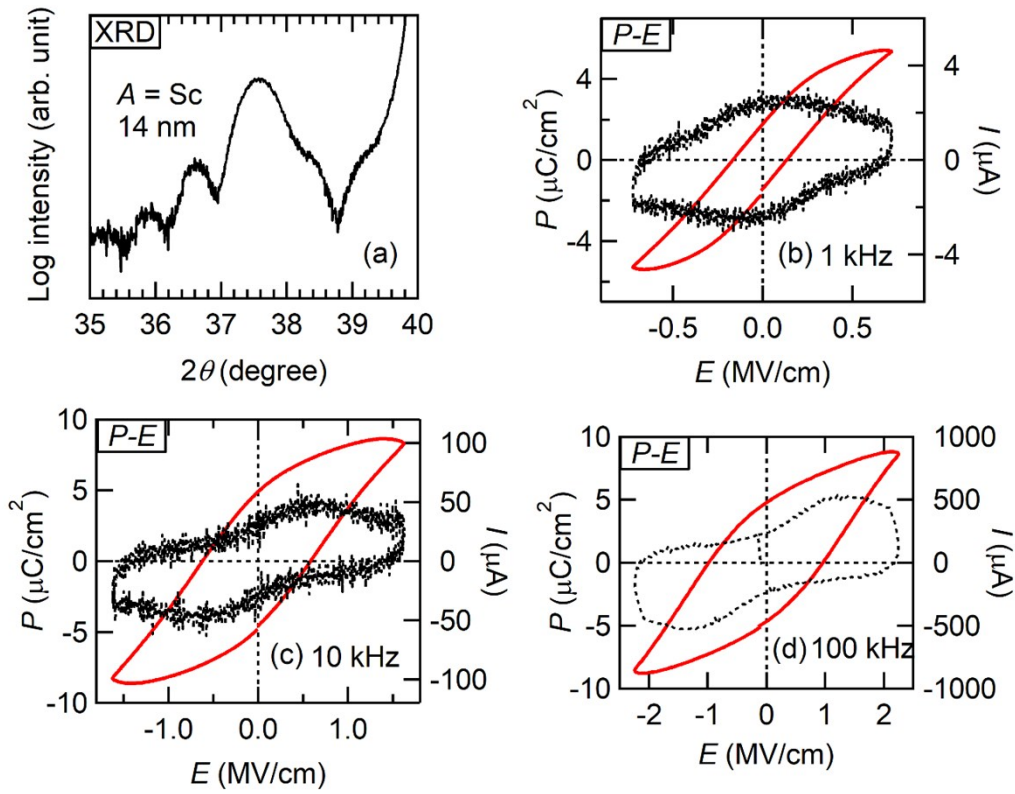 XRD
A = Sc
14 nm
(a)
Log intensity (arb. unit)
35 36 37 38 39 40
2θ (degree)
P-E
(b) 1 kHz
P (μC/cm²)
4
0
-4
I (μA)
4
2
0
-2
-4
-0.5 0.0 0.5
E (MV/cm)
P-E
(c) 10 kHz
P (μC/cm²)
10
5
0
-5
-10
I (μA)
100
50
0
-50
-100
-1.0 0.0 1.0
E (MV/cm)
P-E
(d) 100 kHz
P (μC/cm²)
10
5
0
-5
-10
I (μA)
1000
500
0
-500
-1000
-2 -1 0 1 2
E (MV/cm)